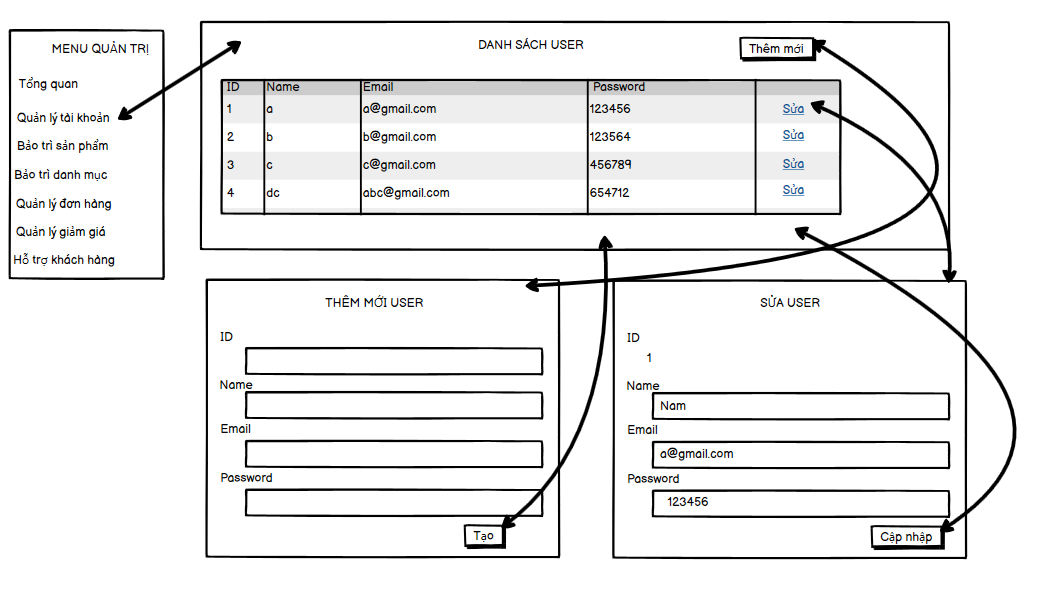 MENU QUẢN TRỊ
Tổng quan
Quản lý tài khoản
Bảo trì sản phẩm
Bảo trì danh mục
Quản lý đơn hàng
Quản lý giảm giá
Hỗ trợ khách hàng
DANH SÁCH USER
Thêm mới
ID Name Email Password
1 a a@gmail.com 123456 Sửa
2 b b@gmail.com 123564 Sửa
3 c c@gmail.com 456789 Sửa
4 dc abc@gmail.com 654712 Sửa
THÊM MỚI USER
ID
Name
Email
Password
Tạo
SỬA USER
ID
1
Name
Nam
Email
a@gmail.com
Password
123456
Cập nhập